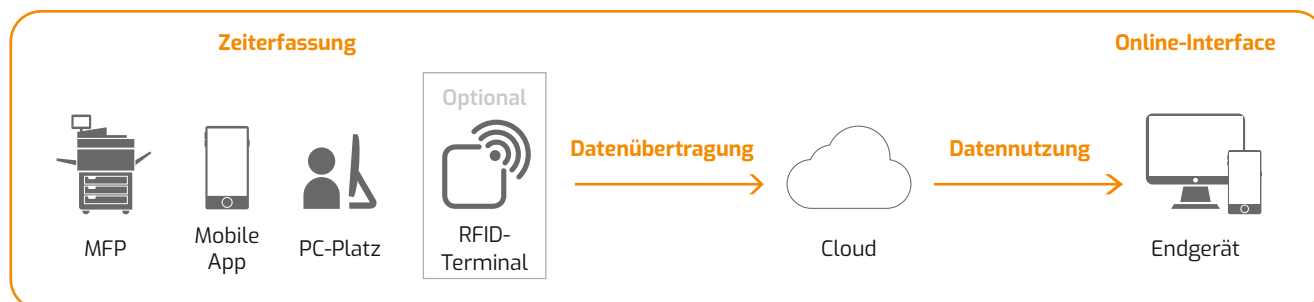 Zeiterfassung
Online-Interface
Optional
Datenübertragung
Datennutzung
MFP
Mobile
App
PC-Platz
RFID-
Terminal
Cloud
Endgerät